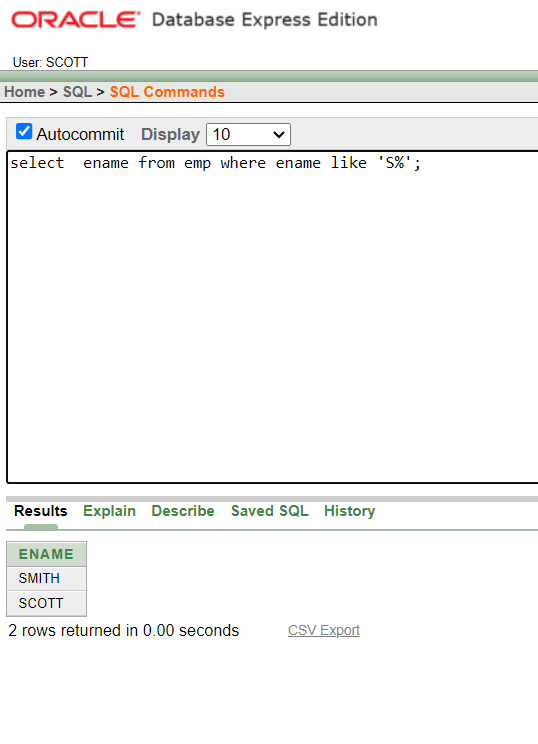 ORACLE Database Express Edition
User: SCOTT
Home > SQL > SQL Commands
Autocommit Display 10
select  ename from emp where ename like 'S%';
Results Explain Describe Saved SQL History
ENAME
SMITH
SCOTT
2 rows returned in 0.00 seconds CSV Export